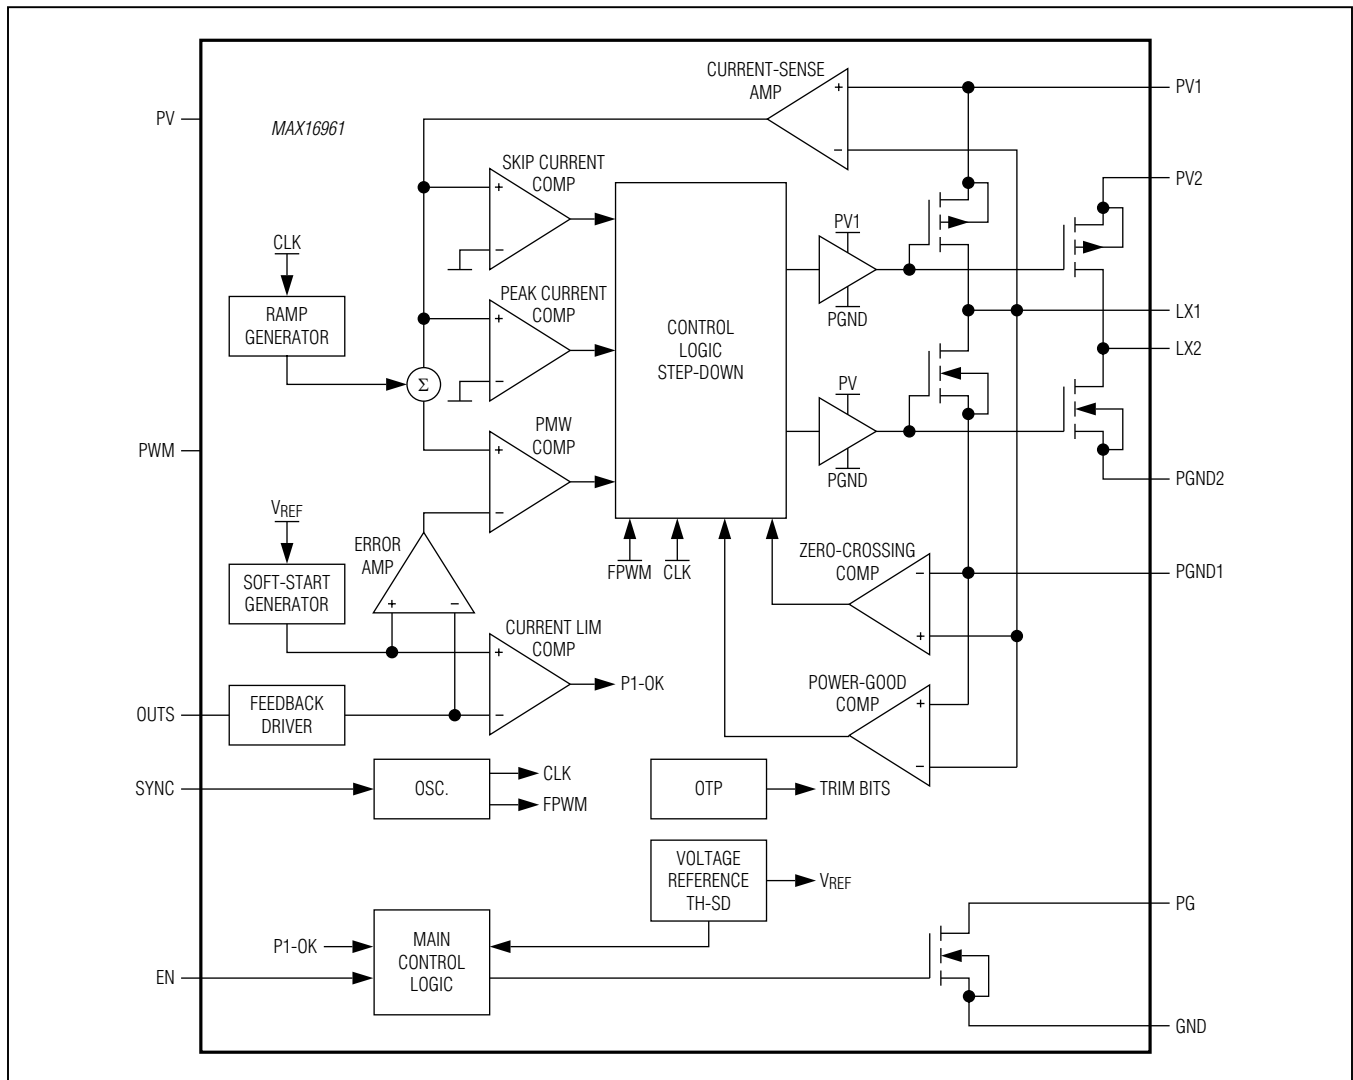 CURRENT-SENSE
AMP
+
−
PV1
PV
MAX16961
SKIP CURRENT
COMP
+
−
PV2
CLK
PV1
RAMP
GENERATOR
PEAK CURRENT
COMP
+
−
CONTROL
LOGIC
STEP-DOWN
PGND
LX1
LX2
Σ
PV
PMW
COMP
+
−
PWM
PGND
PGND2
VREF
ERROR
AMP
+
−
FPWM
CLK
ZERO-CROSSING
COMP
−
+
PGND1
SOFT-START
GENERATOR
CURRENT LIM
COMP
+
−
P1-OK
POWER-GOOD
COMP
+
−
OUTS
FEEDBACK
DRIVER
SYNC
OSC.
CLK
FPWM
OTP
TRIM BITS
VOLTAGE
REFERENCE
TH-SD
VREF
PG
P1-OK
MAIN
CONTROL
LOGIC
EN
GND